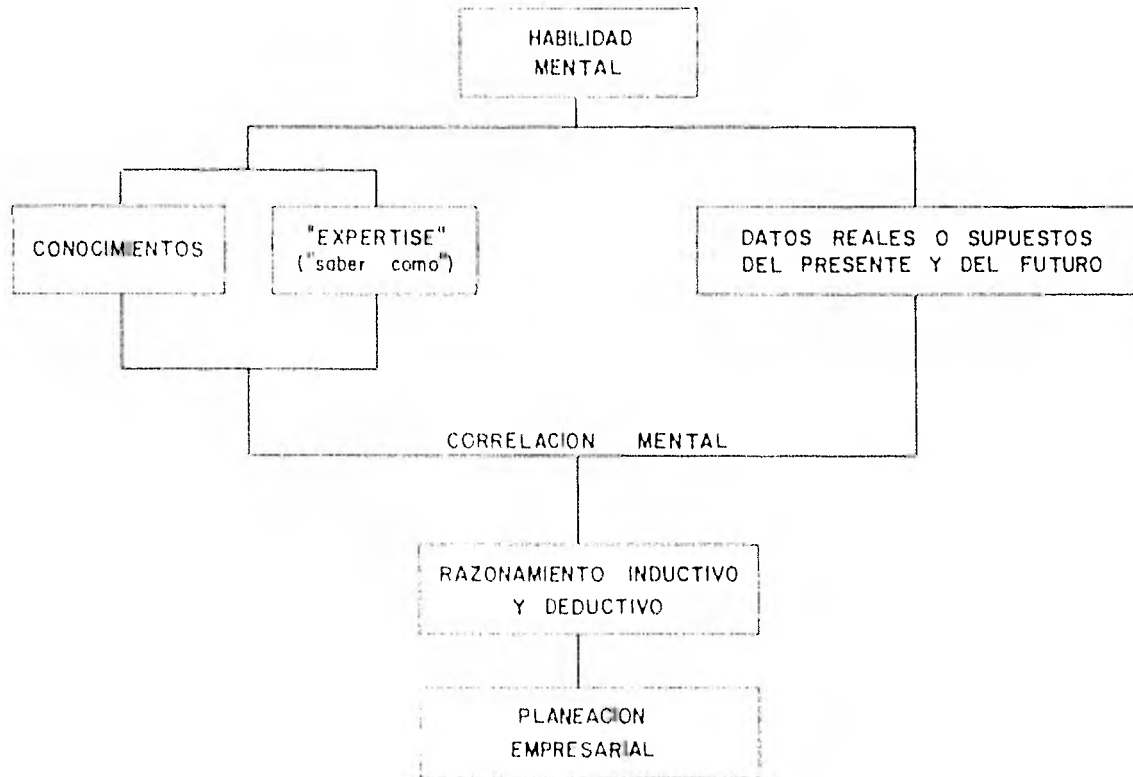 HABILIDAD
MENTAL
CONOCIMIENTOS
"EXPERTISE"
("saber como")
DATOS REALES O SUPUESTOS
DEL PRESENTE Y DEL FUTURO
CORRELACION MENTAL
RAZONAMIENTO INDUCTIVO
Y DEDUCTIVO
PLANEACION
EMPRESARIAL